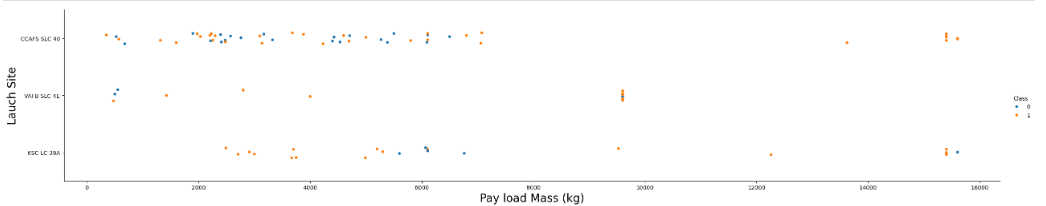 CCAFS SLC 40
VAFB SLC 4E
KSC LC 39A
Lauch Site
0
2000
4000
6000
8000
10000
12000
14000
16000
Pay load Mass (kg)
Class
0
1